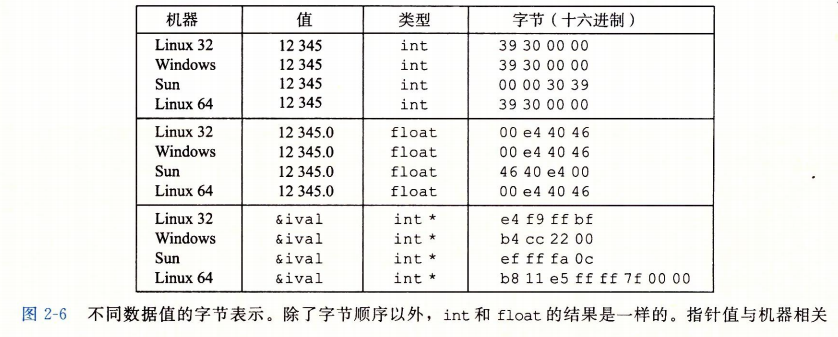 机器 值 类型 字节（十六进制）
Linux 32 12 345 int 39 30 00 00
Windows 12 345 int 39 30 00 00
Sun 12 345 int 00 00 30 39
Linux 64 12 345 int 39 30 00 00
Linux 32 12 345.0 float 00 e4 40 46
Windows 12 345.0 float 00 e4 40 46
Sun 12 345.0 float 46 40 e4 00
Linux 64 12 345.0 float 00 e4 40 46
Linux 32 &ival int * e4 f9 ff bf
Windows &ival int * b4 cc 22 00
Sun &ival int * ef ff fa 0c
Linux 64 &ival int * b8 11 e5 ff ff 7f 00 00
图 2-6 不同数据值的字节表示。除了字节顺序以外，int 和 float 的结果是一样的。指针值与机器相关